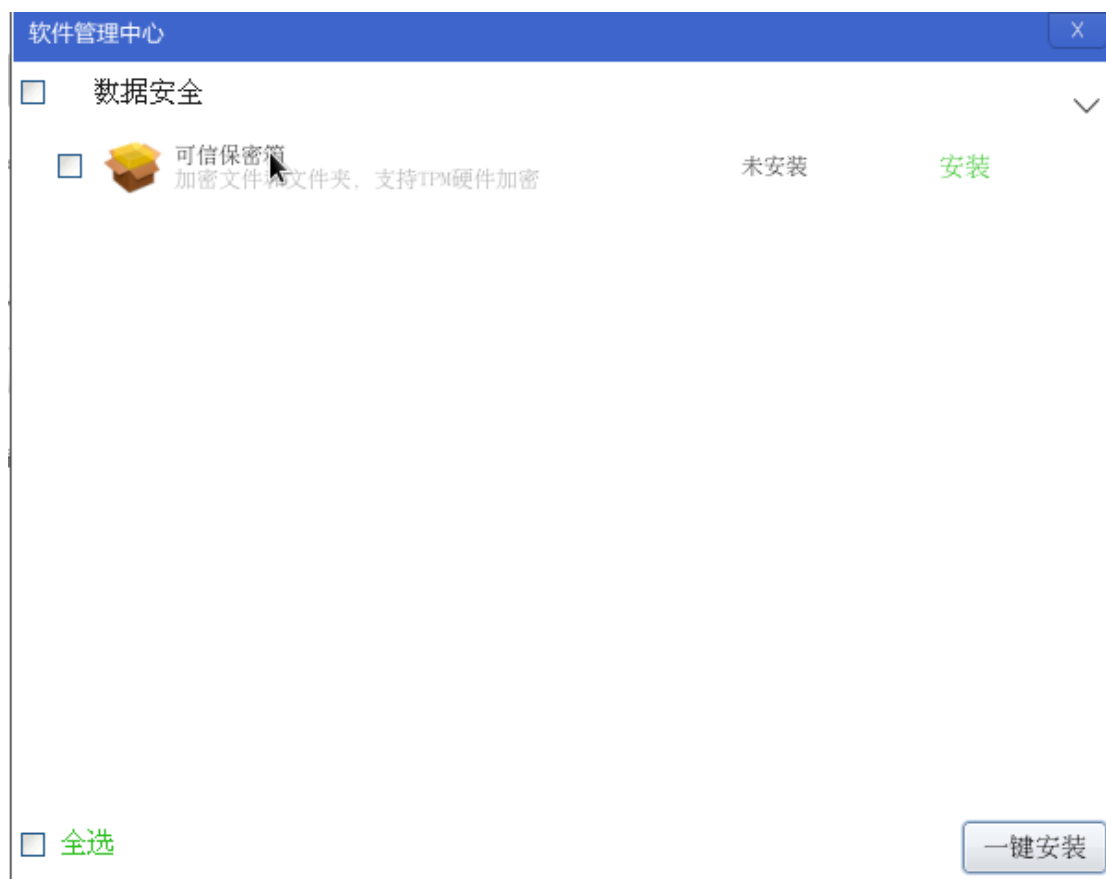 软件管理中心
X
数据安全
可信保密箱
加密文件和文件夹，支持TPM硬件加密
未安装
安装
全选
一键安装